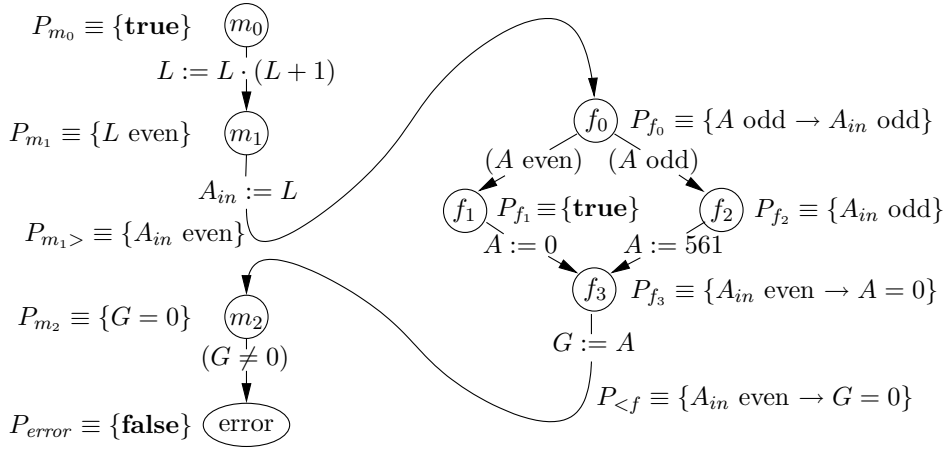 P_{m_0} ≡ {true}
m_0
L := L · (L + 1)
P_{m_1} ≡ {L even}
m_1
A_{in} := L
P_{m_1>} ≡ {A_{in} even}
P_{m_2} ≡ {G = 0}
m_2
(G ≠ 0)
P_{error} ≡ {false}
error
f_0
P_{f_0} ≡ {A odd → A_{in} odd}
(A even)
(A odd)
f_1
P_{f_1} ≡ {true}
f_2
P_{f_2} ≡ {A_{in} odd}
A := 0
A := 561
f_3
P_{f_3} ≡ {A_{in} even → A = 0}
G := A
P_{<f} ≡ {A_{in} even → G = 0}